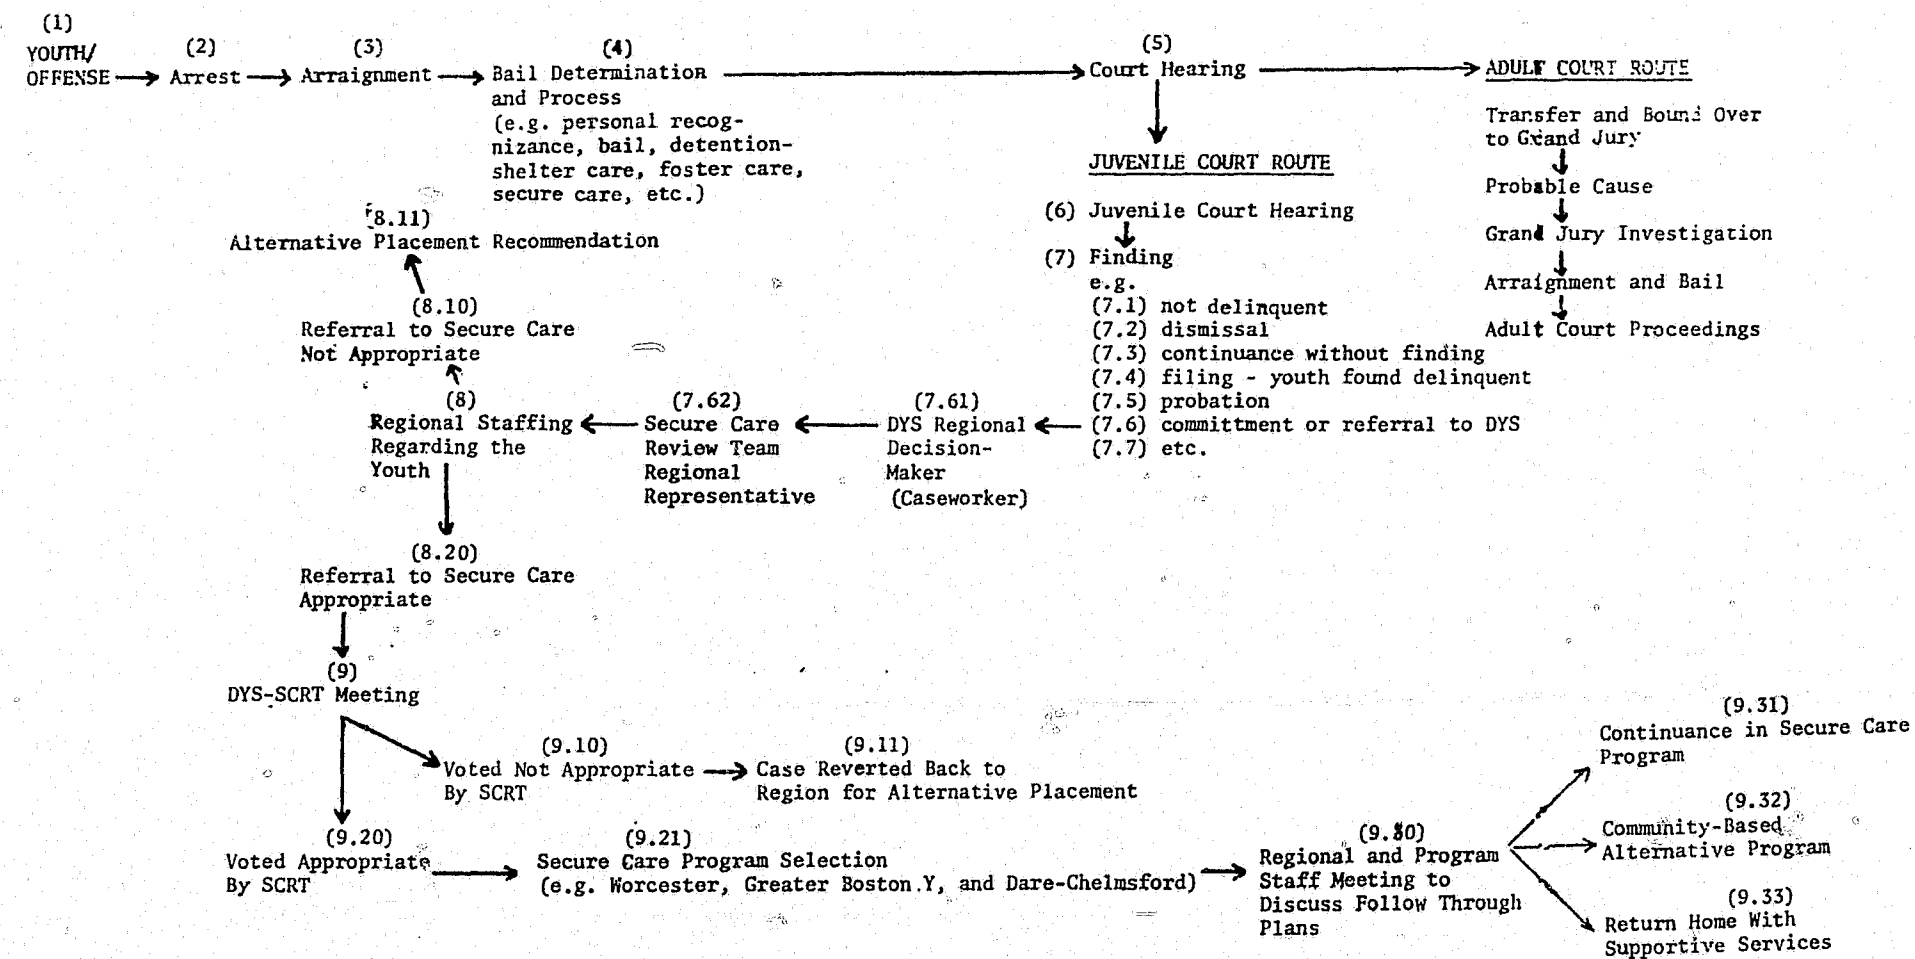 (1)
YOUTH/
OFFENSE
(2)
Arrest
(3)
Arraignment
(4)
Bail Determination
and Process
(e.g. personal recog-
nizance, bail, detention-
shelter care, foster care,
secure care, etc.)
(5)
Court Hearing
ADULT COURT ROUTE
Transfer and Bound Over
to Grand Jury
Probable Cause
Grand Jury Investigation
Arraignment and Bail
Adult Court Proceedings
JUVENILE COURT ROUTE
(6) Juvenile Court Hearing
(7) Finding
e.g.
(7.1) not delinquent
(7.2) dismissal
(7.3) continuance without finding
(7.4) filing - youth found delinquent
(7.5) probation
(7.6) committment or referral to DYS
(7.7) etc.
(7.61)
DYS Regional
Decision-
Maker
(Caseworker)
(7.62)
Secure Care
Review Team
Regional
Representative
(8)
Regional Staffing
Regarding the
Youth
(8.10)
Referral to Secure Care
Not Appropriate
(8.11)
Alternative Placement Recommendation
(8.20)
Referral to Secure Care
Appropriate
(9)
DYS-SCRT Meeting
(9.10)
Voted Not Appropriate
By SCRT
(9.11)
Case Reverted Back to
Region for Alternative Placement
(9.20)
Voted Appropriate
By SCRT
(9.21)
Secure Care Program Selection
(e.g. Worcester, Greater Boston Y, and Dare-Chelmsford)
(9.30)
Regional and Program
Staff Meeting to
Discuss Follow Through
Plans
(9.31)
Continuance in Secure Care
Program
(9.32)
Community-Based
Alternative Program
(9.33)
Return Home With
Supportive Services